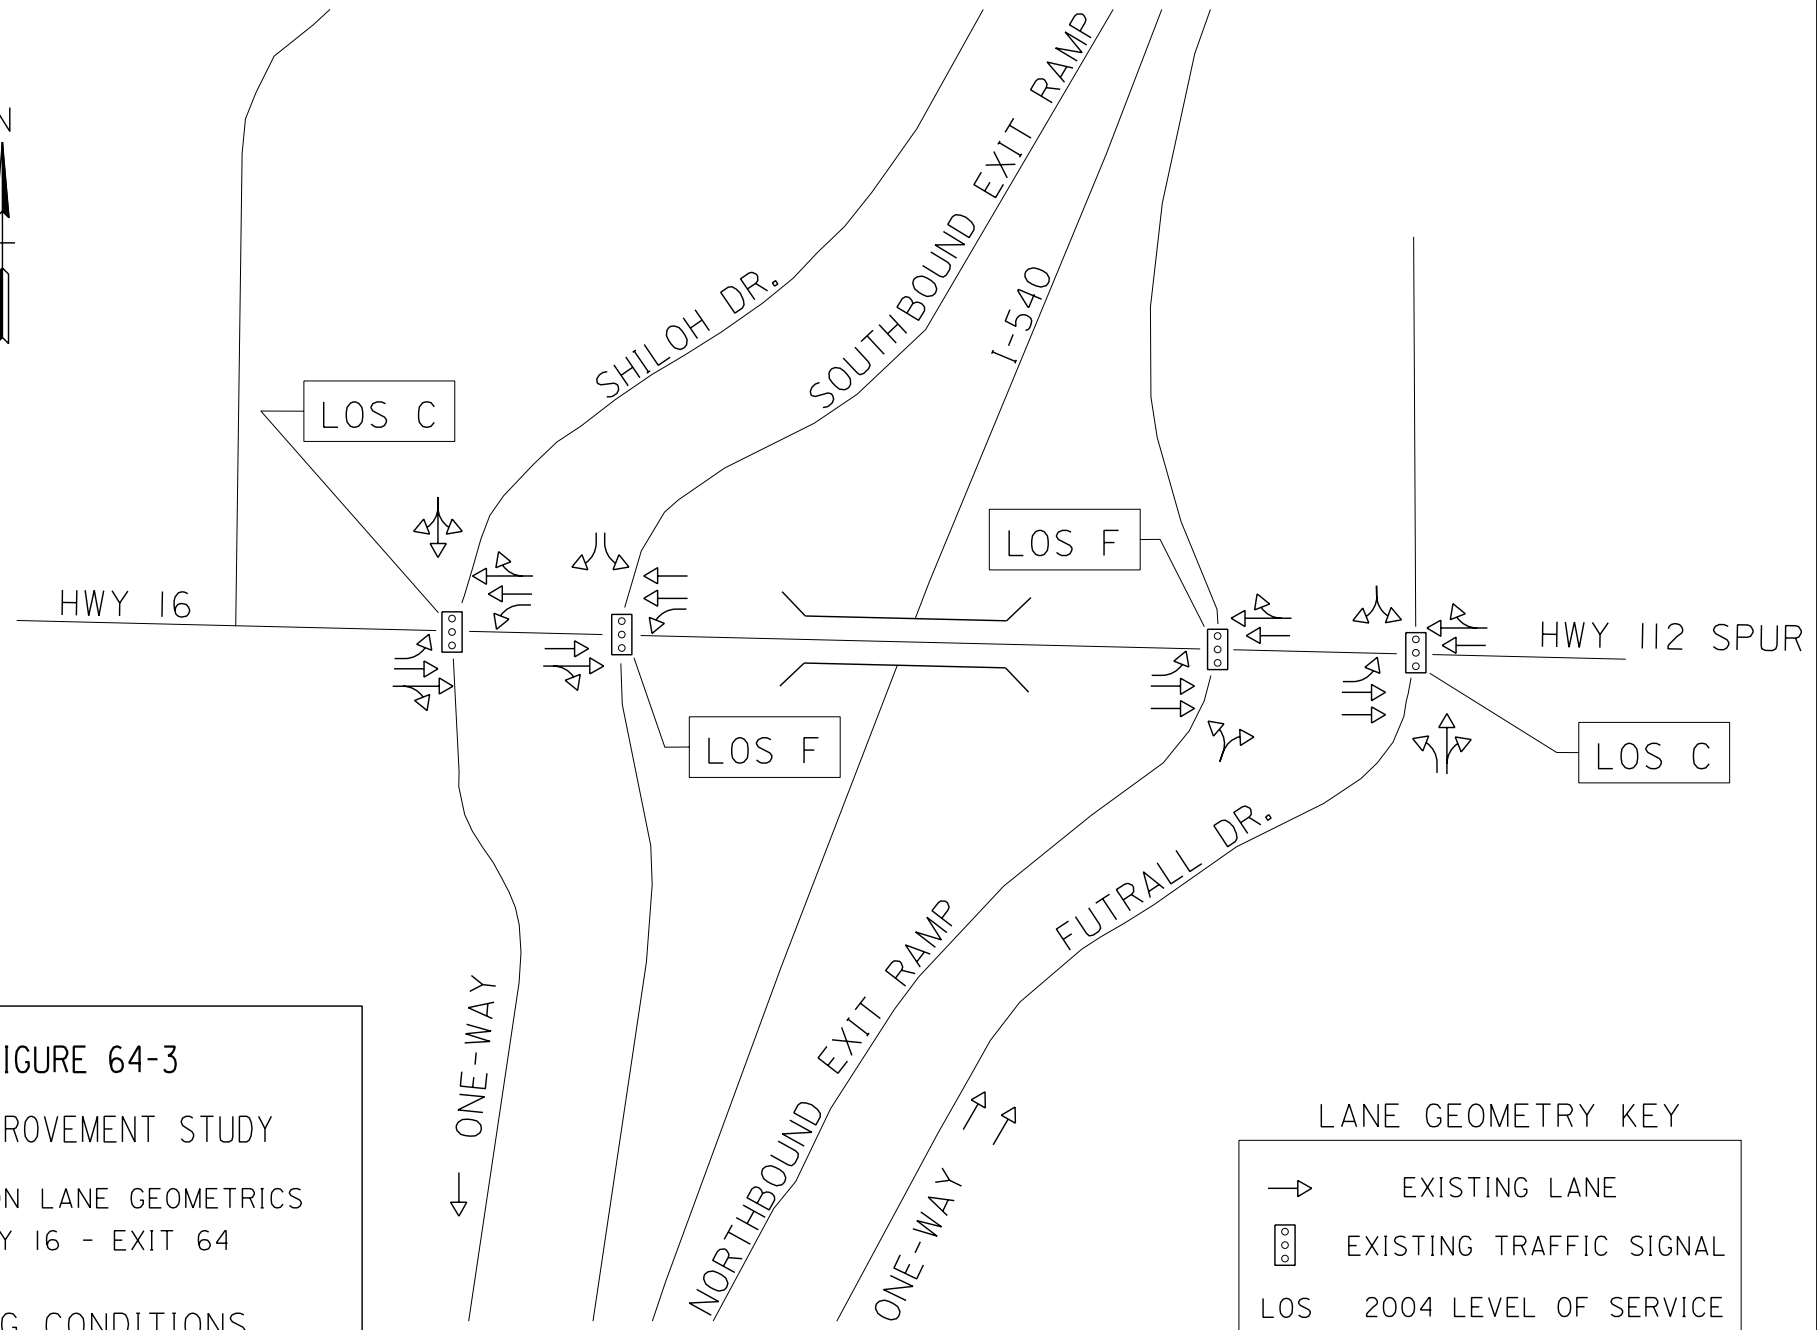 N
SHILOH DR.
SOUTHBOUND EXIT RAMP
I-540
LOS C
LOS F
HWY 16
HWY 112 SPUR
LOS F
LOS C
FUTRALL DR.
NORTHBOUND EXIT RAMP
ONE-WAY
ONE-WAY
IGURE 64-3
ROVEMENT STUDY
ON LANE GEOMETRICS
Y 16 - EXIT 64
G CONDITIONS
LANE GEOMETRY KEY
EXISTING LANE
EXISTING TRAFFIC SIGNAL
LOS 2004 LEVEL OF SERVICE